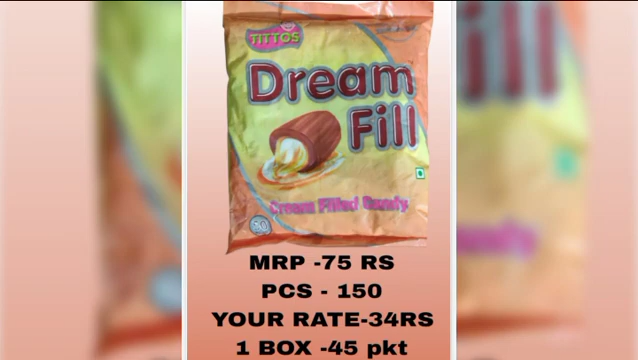 TITTOS
Dream
Fill
Cream Filled Candy
MRP -75 RS
PCS - 150
YOUR RATE-34RS
1 BOX -45 pkt